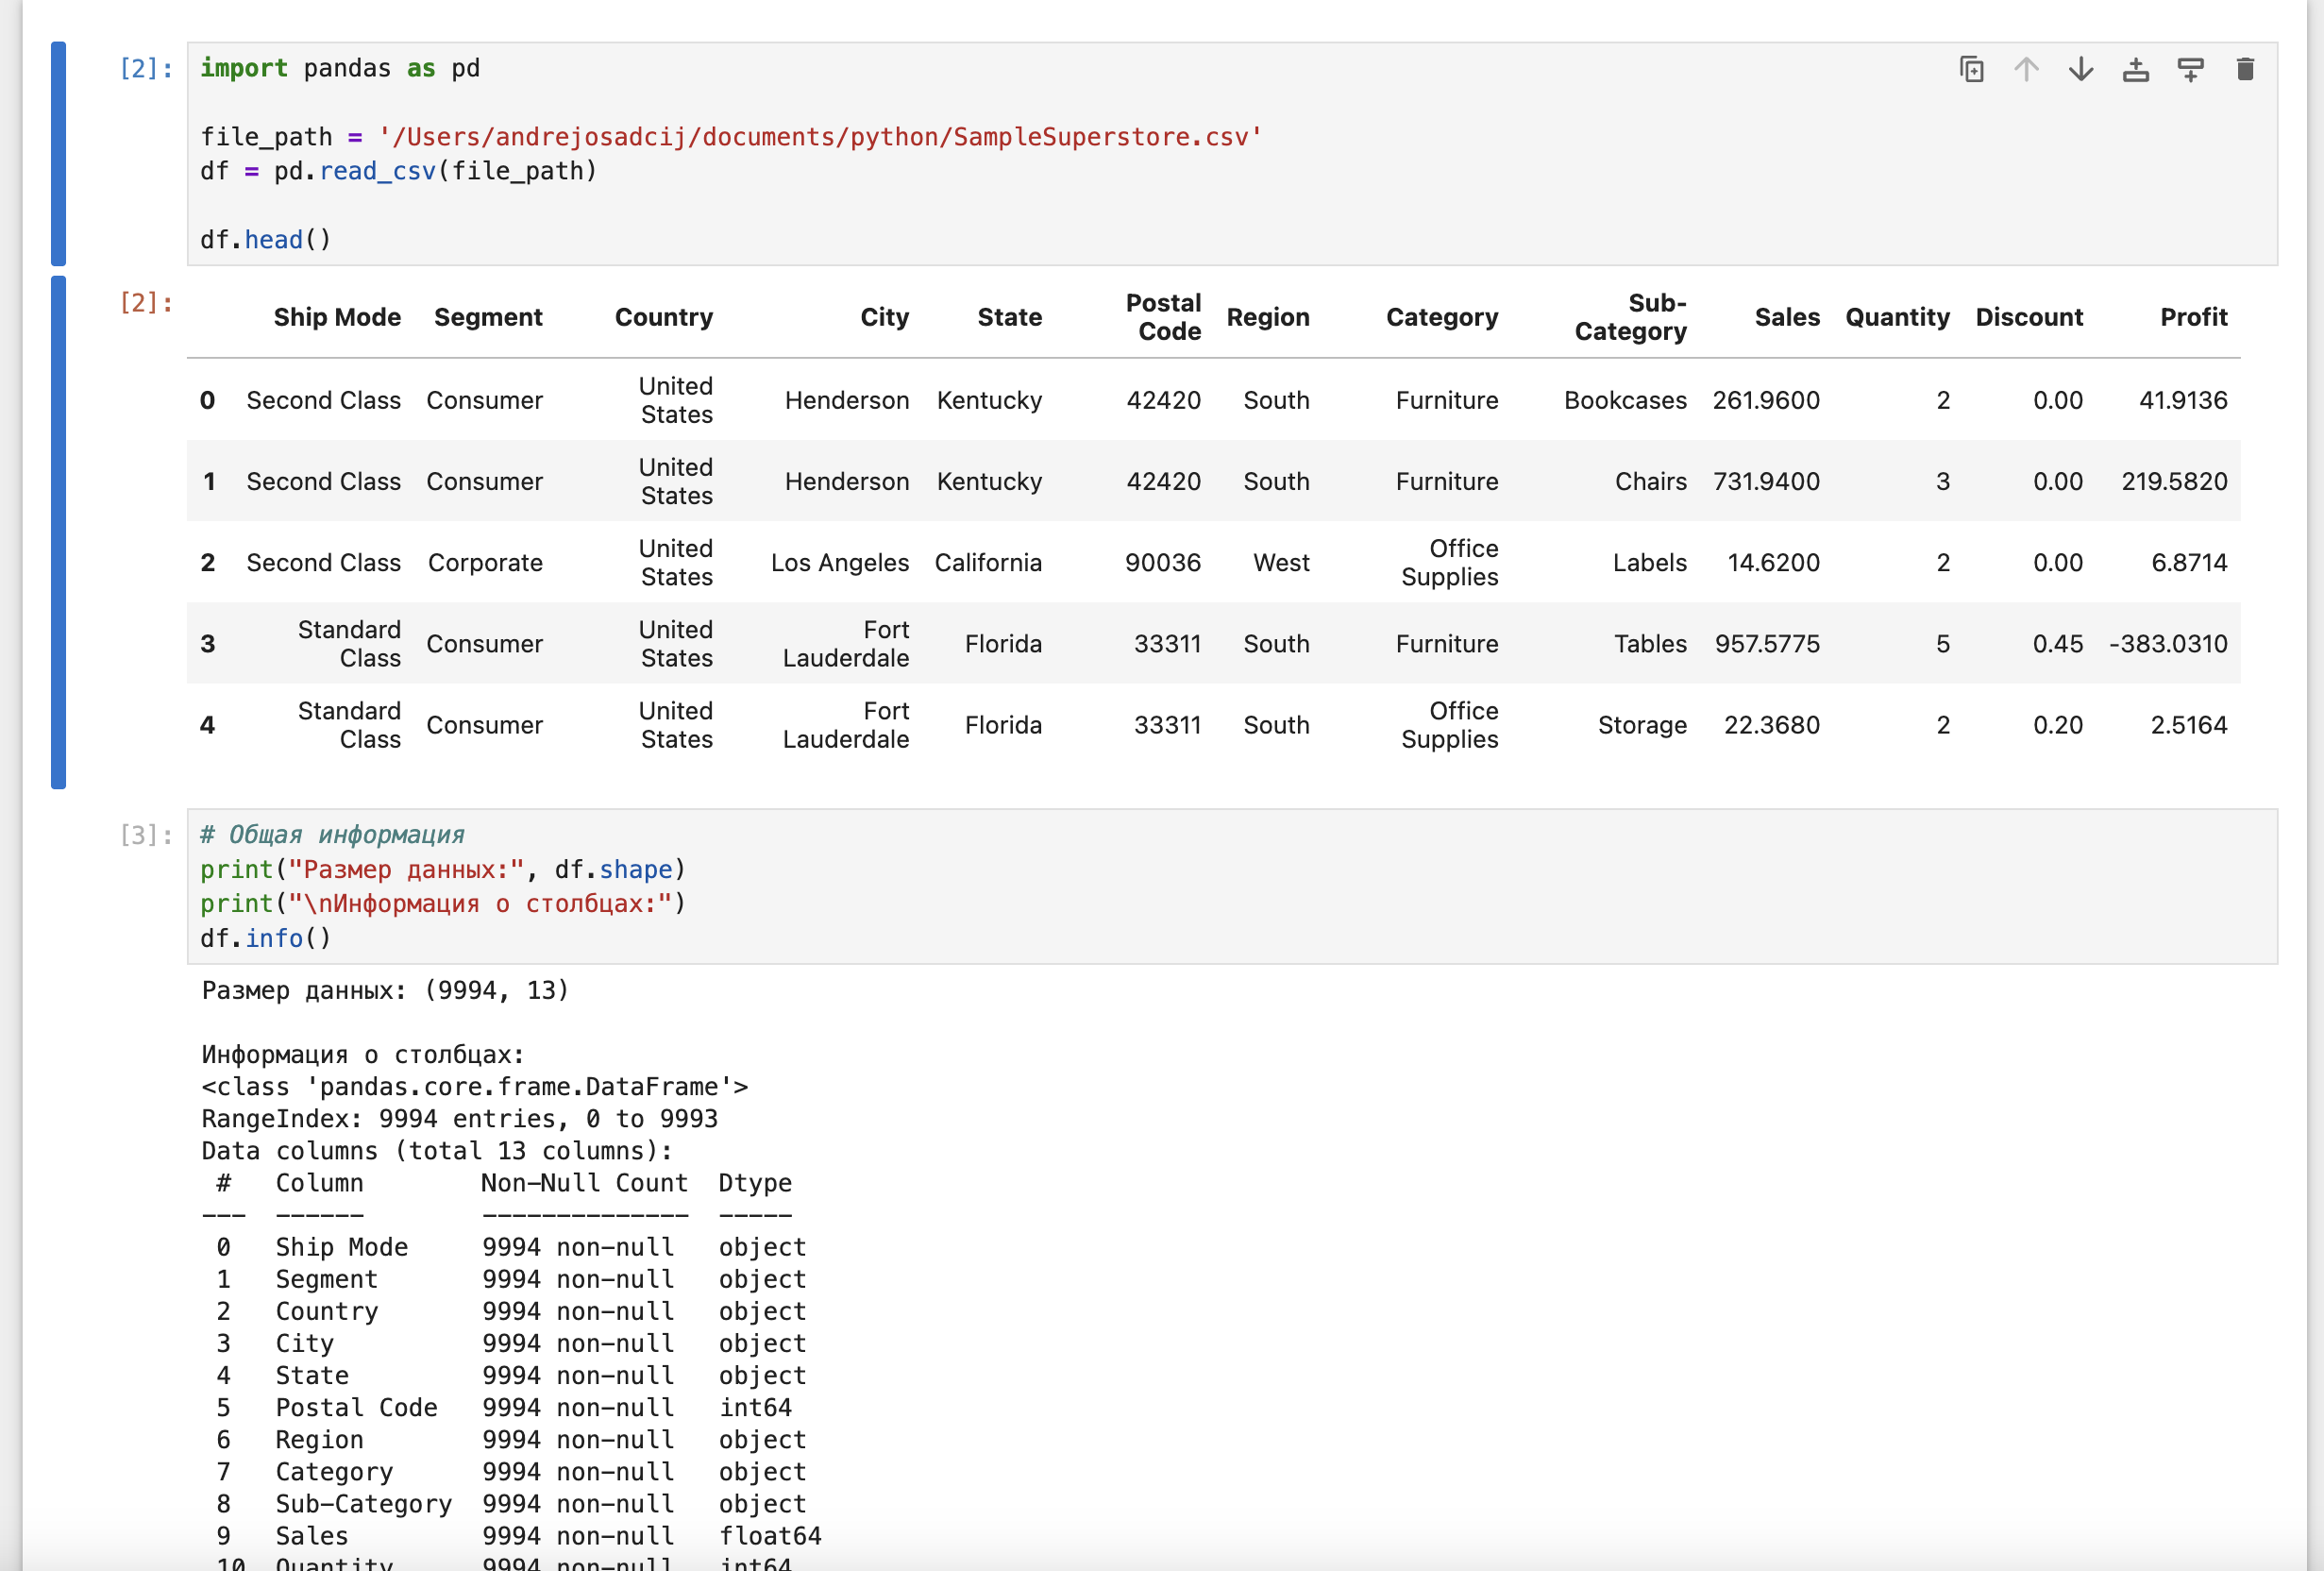 [2]:
import pandas as pd
file_path = '/Users/andrejosadcij/documents/python/SampleSuperstore.csv'
df = pd.read_csv(file_path)
df.head()
[2]:
Ship Mode Segment Country City State Postal Code Region Category Sub-Category Sales Quantity Discount Profit
0 Second Class Consumer United States Henderson Kentucky 42420 South Furniture Bookcases 261.9600 2 0.00 41.9136
1 Second Class Consumer United States Henderson Kentucky 42420 South Furniture Chairs 731.9400 3 0.00 219.5820
2 Second Class Corporate United States Los Angeles California 90036 West Office Supplies Labels 14.6200 2 0.00 6.8714
3 Standard Class Consumer United States Fort Lauderdale Florida 33311 South Furniture Tables 957.5775 5 0.45 -383.0310
4 Standard Class Consumer United States Fort Lauderdale Florida 33311 South Office Supplies Storage 22.3680 2 0.20 2.5164
[3]:
# Общая информация
print("Размер данных:", df.shape)
print("\nИнформация о столбцах:")
df.info()
Размер данных: (9994, 13)
Информация о столбцах:
<class 'pandas.core.frame.DataFrame'>
RangeIndex: 9994 entries, 0 to 9993
Data columns (total 13 columns):
# Column Non-Null Count Dtype
--- ------ -------------- -----
0 Ship Mode 9994 non-null object
1 Segment 9994 non-null object
2 Country 9994 non-null object
3 City 9994 non-null object
4 State 9994 non-null object
5 Postal Code 9994 non-null int64
6 Region 9994 non-null object
7 Category 9994 non-null object
8 Sub-Category 9994 non-null object
9 Sales 9994 non-null float64
10 Quantity 9994 non-null int64